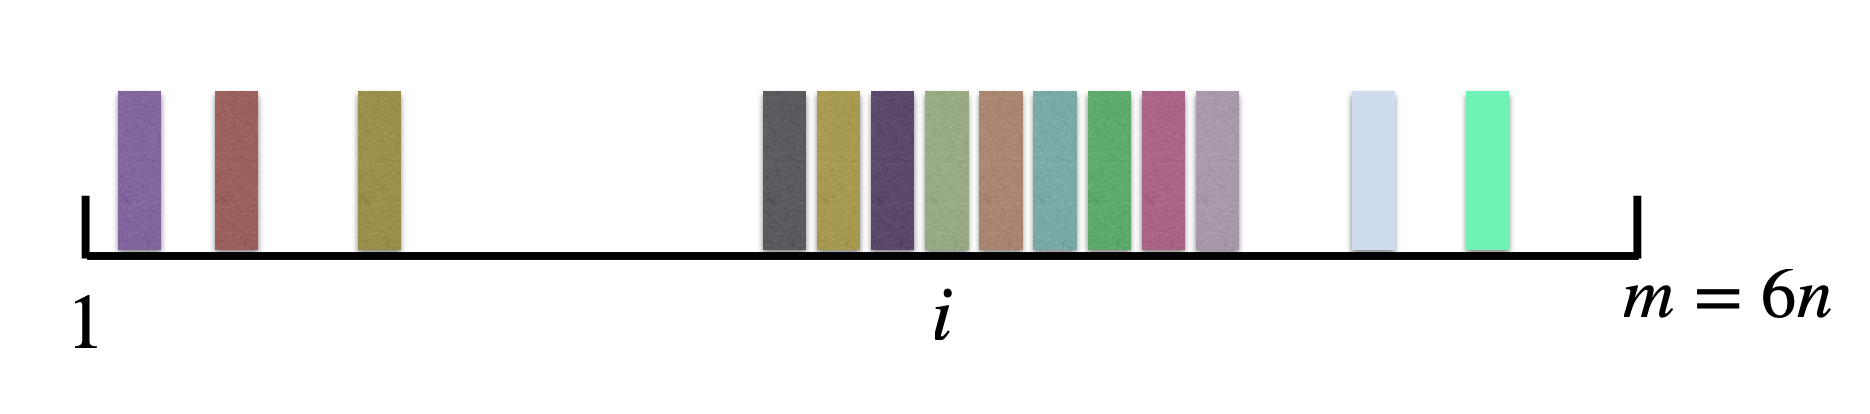 1 i m = 6n